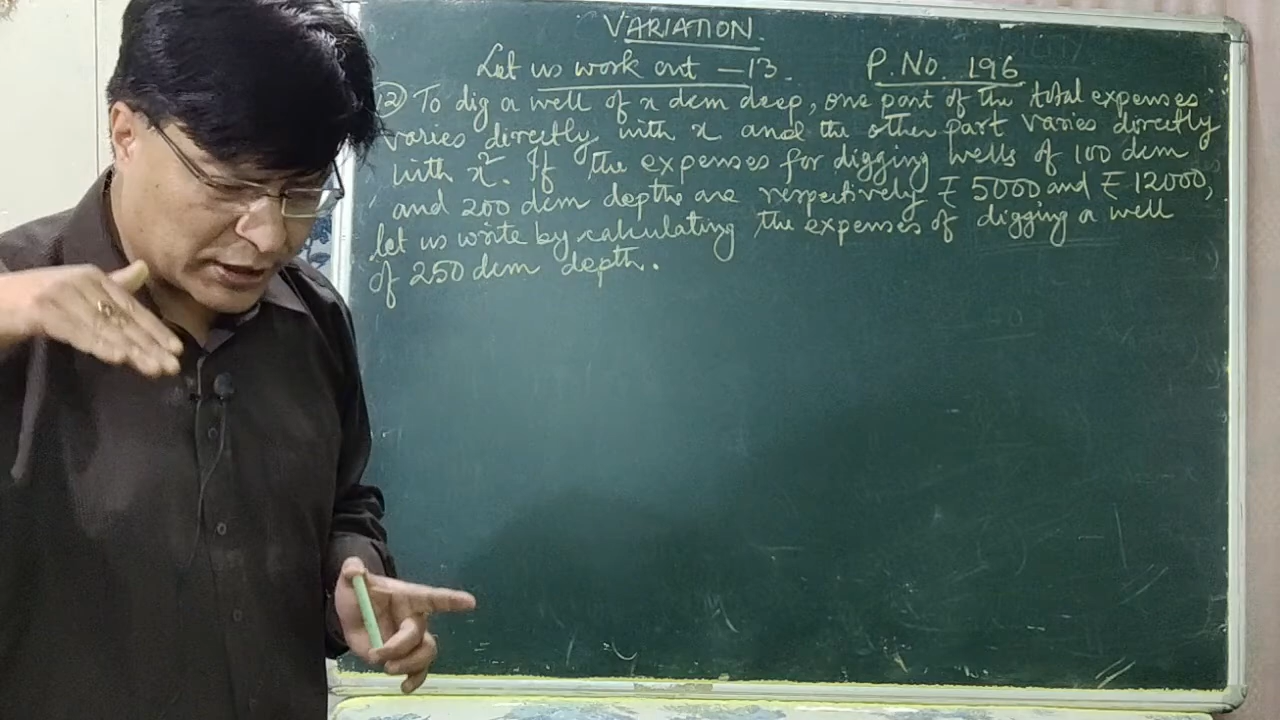 VARIATION.
Let us work out —13. P. No. 196
12) To dig a well of x dcm deep, one part of the total expenses
varies directly with x and the other part varies directly
with x². If the expenses for digging wells of 100 dcm
and 200 dcm depths are respectively ₹ 5000 and ₹ 12000,
let us write by calculating the expenses of digging a well
of 250 dcm depth.